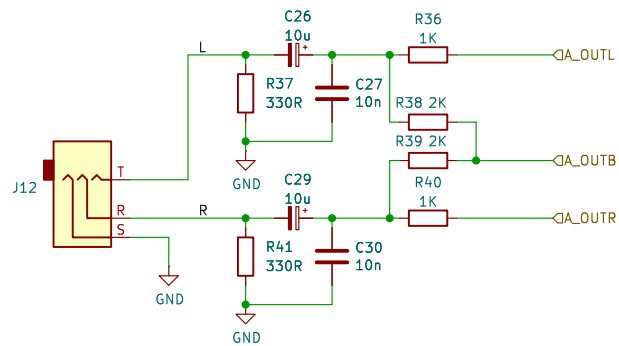 C26
10u
+
R36
1K
L
A_OUTL
R37
330R
C27
10n
R38 2K
GND
R39 2K
A_OUTB
J12
T
R
S
C29
10u
+
R40
1K
R
A_OUTR
R41
330R
C30
10n
GND
GND